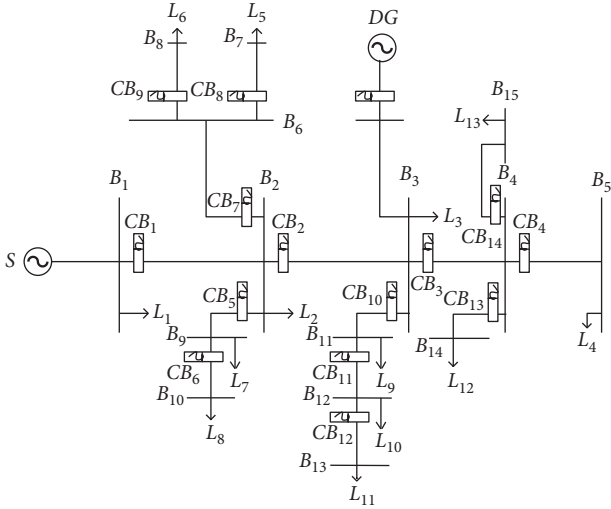 L₆ L₅ DG
B₈ B₇
CB₉ CB₈ B₁₅
B₆ L₁₃
B₁ B₂ B₃ B₄ B₅
CB₇
CB₁ CB₂ L₃ CB₁₄ CB₄
S
CB₅ CB₁₀ CB₃ CB₁₃
L₁ L₂
B₉ B₁₁ B₁₄ L₄
CB₆ L₇ CB₁₁ L₉ L₁₂
B₁₀ B₁₂
L₈ CB₁₂ L₁₀
B₁₃
L₁₁